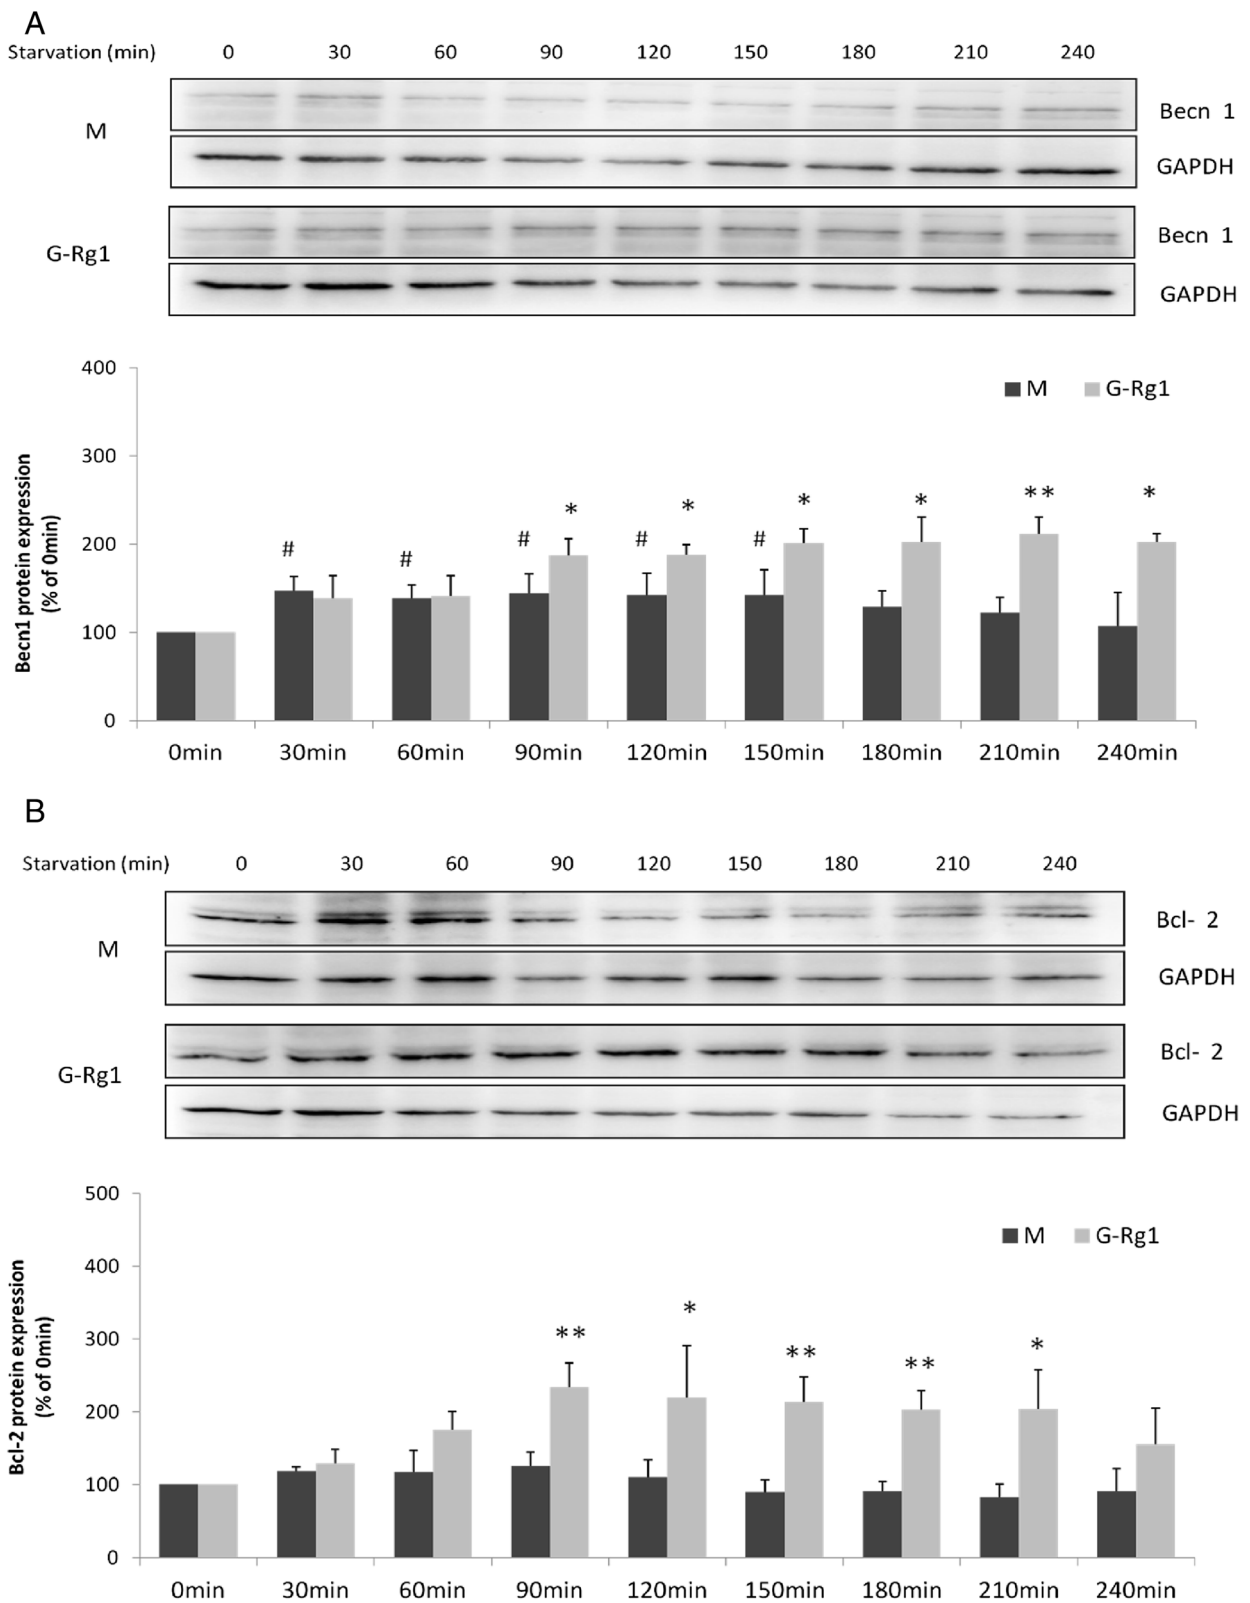 A
Starvation (min) 0 30 60 90 120 150 180 210 240
M
Becn 1
GAPDH
G-Rg1
Becn 1
GAPDH
Becn1 protein expression
(% of 0min)
400
300
200
100
0
M G-Rg1
# # # * # * # * * ** *
0min 30min 60min 90min 120min 150min 180min 210min 240min
B
Starvation (min) 0 30 60 90 120 150 180 210 240
M
Bcl- 2
GAPDH
G-Rg1
Bcl- 2
GAPDH
Bcl-2 protein expression
(% of 0min)
500
400
300
200
100
0
M G-Rg1
** * ** ** *
0min 30min 60min 90min 120min 150min 180min 210min 240min